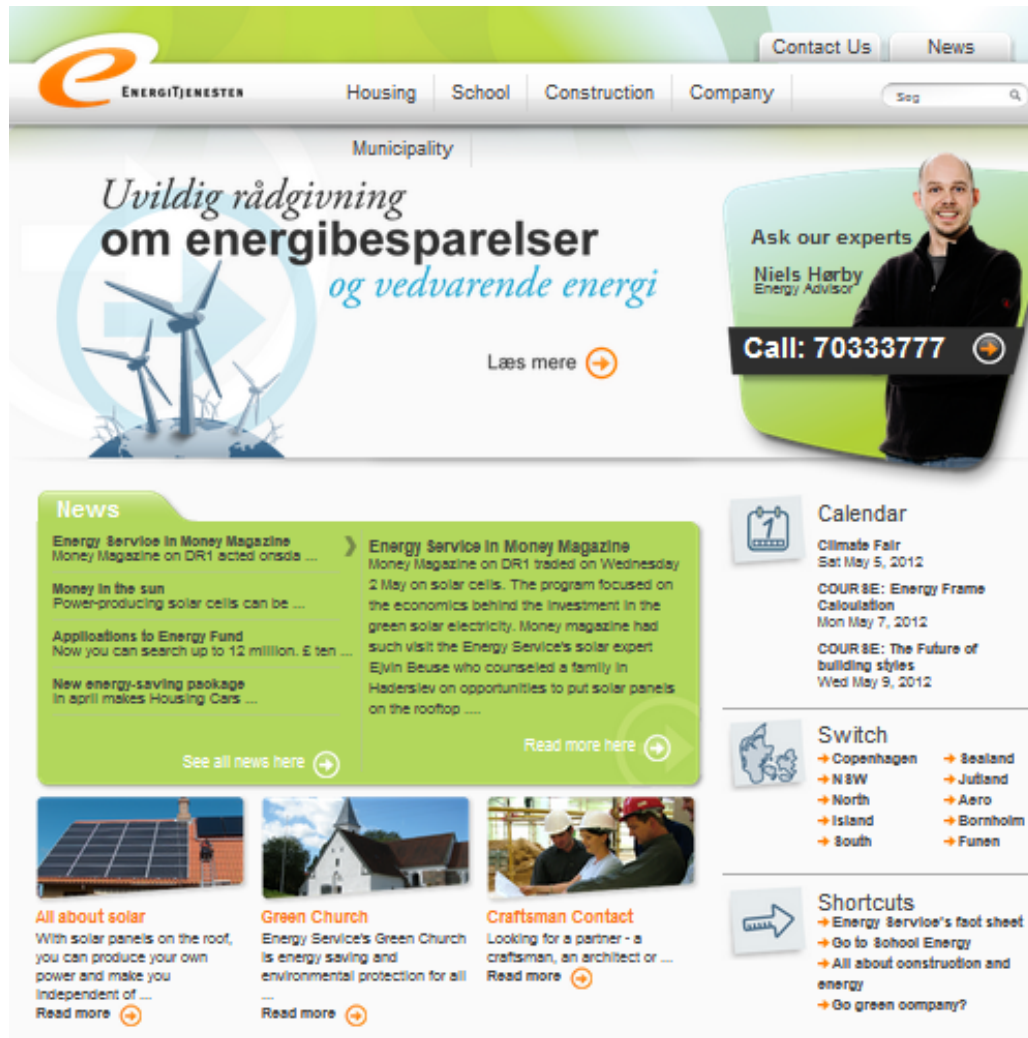 Contact Us
News
ENERGITJENESTEN
Housing
School
Construction
Company
Søg
Municipality
Uvildig rådgivning
om energibesparelser
og vedvarende energi
Læs mere
Ask our experts
Niels Hørby
Energy Advisor
Call: 70333777
News
Energy Service in Money Magazine
Money Magazine on DR1 acted onsda ...
Money in the sun
Power-producing solar cells can be ...
Applications to Energy Fund
Now you can search up to 12 million. £ ten ...
New energy-saving package
In april makes Housing Cars ...
See all news here
Energy Service in Money Magazine
Money Magazine on DR1 traded on Wednesday
2 May on solar cells. The program focused on
the economics behind the investment in the
green solar electricity. Money magazine had
such visit the Energy Service's solar expert
Ejvin Beuse who counseled a family in
Haderslev on opportunities to put solar panels
on the rooftop ....
Read more here
Calendar
Climate Fair
Sat May 5, 2012
COURSE: Energy Frame
Calculation
Mon May 7, 2012
COURSE: The Future of
building styles
Wed May 9, 2012
Switch
Copenhagen
NSW
North
Island
South
Sealand
Jutland
Aero
Bornholm
Funen
Shortcuts
Energy Service's fact sheet
Go to School Energy
All about construction and
energy
Go green company?
All about solar
With solar panels on the roof,
you can produce your own
power and make you
independent of ...
Read more
Green Church
Energy Service's Green Church
is energy saving and
environmental protection for all
...
Read more
Craftsman Contact
Looking for a partner - a
craftsman, an architect or ...
Read more